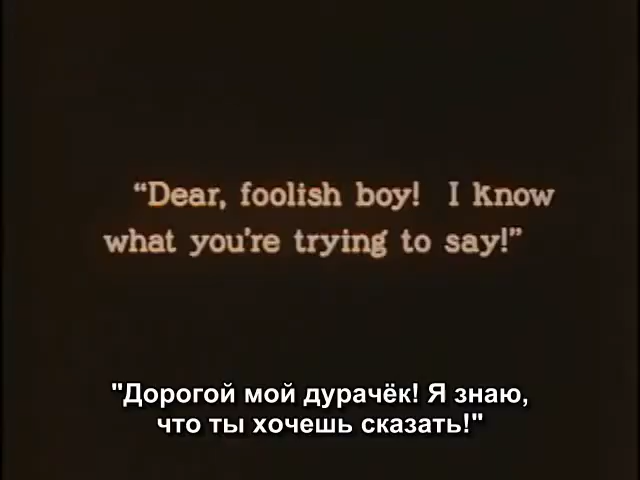 “Dear, foolish boy!  I know
what you're trying to say!”
"Дорогой мой дурачёк! Я знаю,
что ты хочешь сказать!"